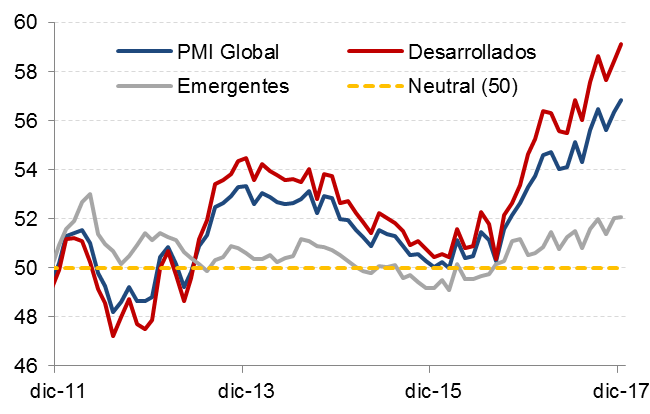 60
58
56
54
52
50
48
46
PMI Global
Desarrollados
Emergentes
Neutral (50)
dic-11
dic-13
dic-15
dic-17